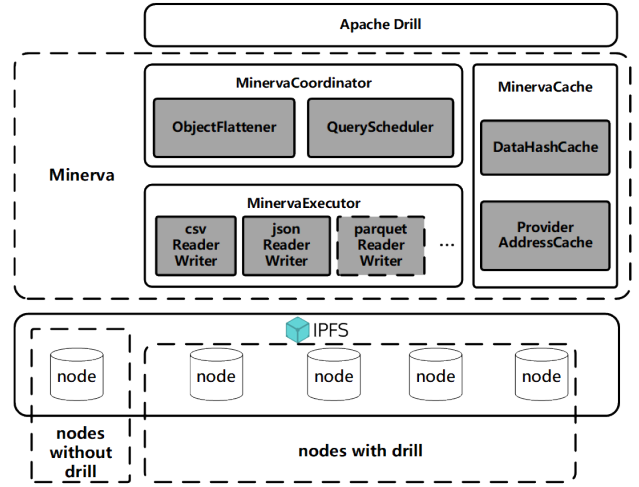 Apache Drill
Minerva
MinervaCoordinator
ObjectFlattener
QueryScheduler
MinervaExecutor
csv
Reader
Writer
json
Reader
Writer
parquet
Reader
Writer
...
MinervaCache
DataHashCache
Provider
AddressCache
IPFS
node
node
node
node
node
nodes
without
drill
nodes with drill